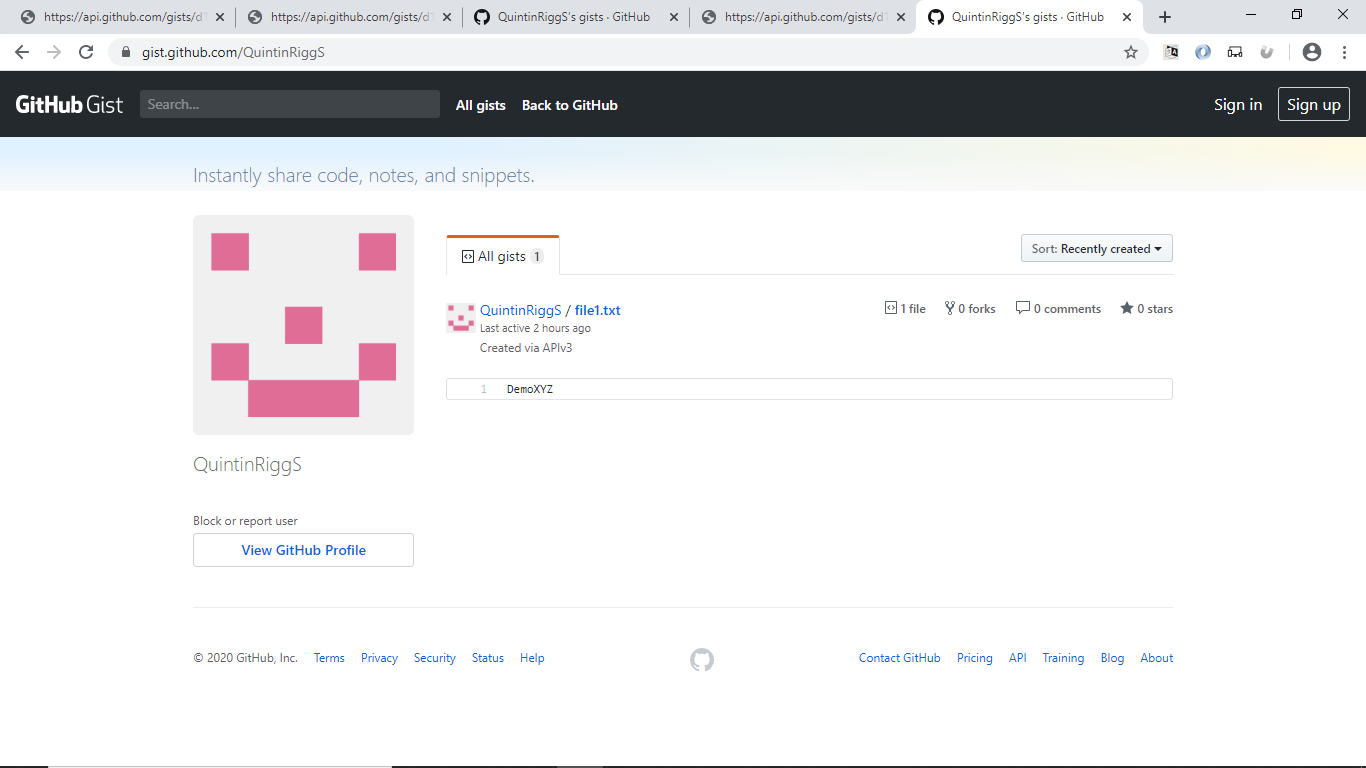 https://api.github.com/gists/d1 https://api.github.com/gists/d1 QuintinRiggS's gists · GitHub https://api.github.com/gists/d1 QuintinRiggS's gists · GitHub
gist.github.com/QuintinRiggS
GitHub Gist Search... All gists Back to GitHub Sign in Sign up
Instantly share code, notes, and snippets.
All gists 1 Sort: Recently created
QuintinRiggS / file1.txt 1 file 0 forks 0 comments 0 stars
Last active 2 hours ago
Created via APIv3
1 DemoXYZ
QuintinRiggS
Block or report user
View GitHub Profile
© 2020 GitHub, Inc. Terms Privacy Security Status Help Contact GitHub Pricing API Training Blog About